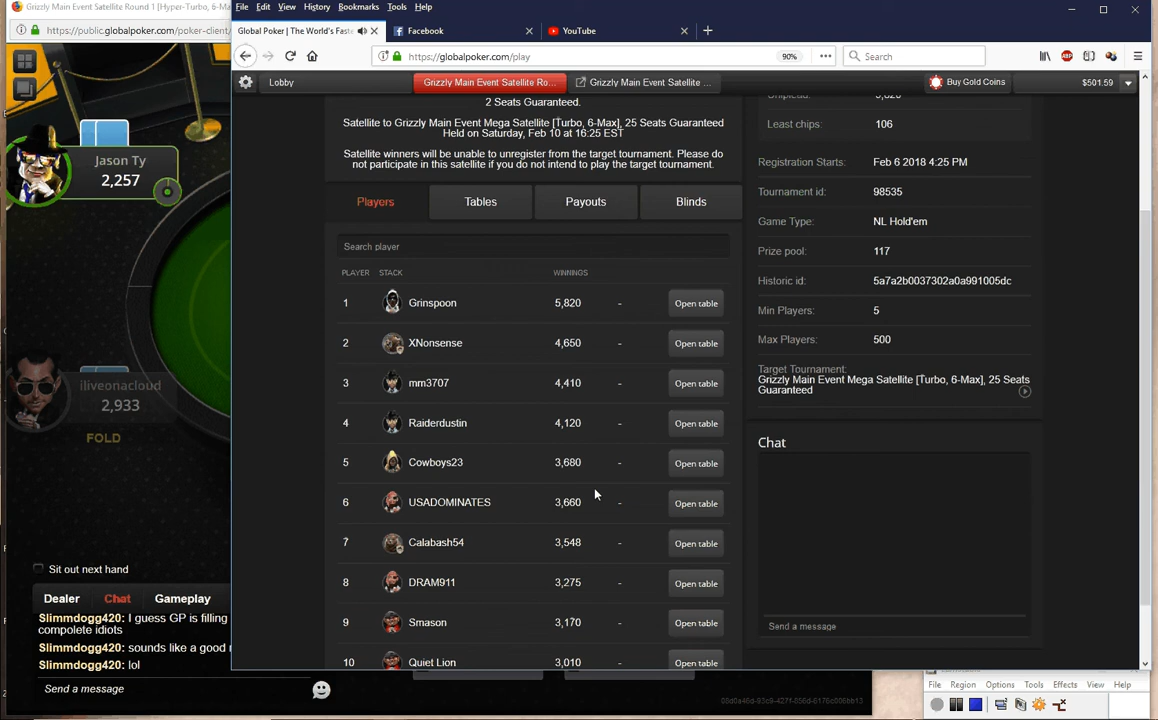 Grizzly Main Event Satellite Round 1 [Hyper-Turbo, 6-Max],
https://public.globalpoker.com/poker-client/
File Edit View History Bookmarks Tools Help
Global Poker | The World's Faste
Facebook
YouTube
https://globalpoker.com/play
90%
Search
Lobby
Grizzly Main Event Satellite Ro...
Grizzly Main Event Satellite ...
Buy Gold Coins
$501.59
2 Seats Guaranteed.
Satellite to Grizzly Main Event Mega Satellite [Turbo, 6-Max], 25 Seats Guaranteed
Held on Saturday, Feb 10 at 16:25 EST
Satellite winners will be unable to unregister from the target tournament. Please do
not participate in this satellite if you do not intend to play the target tournament.
Players Tables Payouts Blinds
Search player
PLAYER STACK WINNINGS
1 Grinspoon 5,820 - Open table
2 XNonsense 4,650 - Open table
3 mm3707 4,410 - Open table
4 Raiderdustin 4,120 - Open table
5 Cowboys23 3,680 - Open table
6 USADOMINATES 3,660 - Open table
7 Calabash54 3,548 - Open table
8 DRAM911 3,275 - Open table
9 Smason 3,170 - Open table
10 Quiet Lion 3,010 Open table
Least chips: 106
Registration Starts: Feb 6 2018 4:25 PM
Tournament id: 98535
Game Type: NL Hold'em
Prize pool: 117
Historic id: 5a7a2b0037302a0a991005dc
Min Players: 5
Max Players: 500
Target Tournament:
Grizzly Main Event Mega Satellite [Turbo, 6-Max], 25 Seats
Guaranteed
Chat
Send a message
Jason Ty
2,257
iliveonacloud
2,933
FOLD
Sit out next hand
Dealer Chat Gameplay
Slimmdogg420: I guess GP is filling
compolete idiots
Slimmdogg420: sounds like a good
Slimmdogg420: lol
Send a message
File Region Options Tools Effects View Help